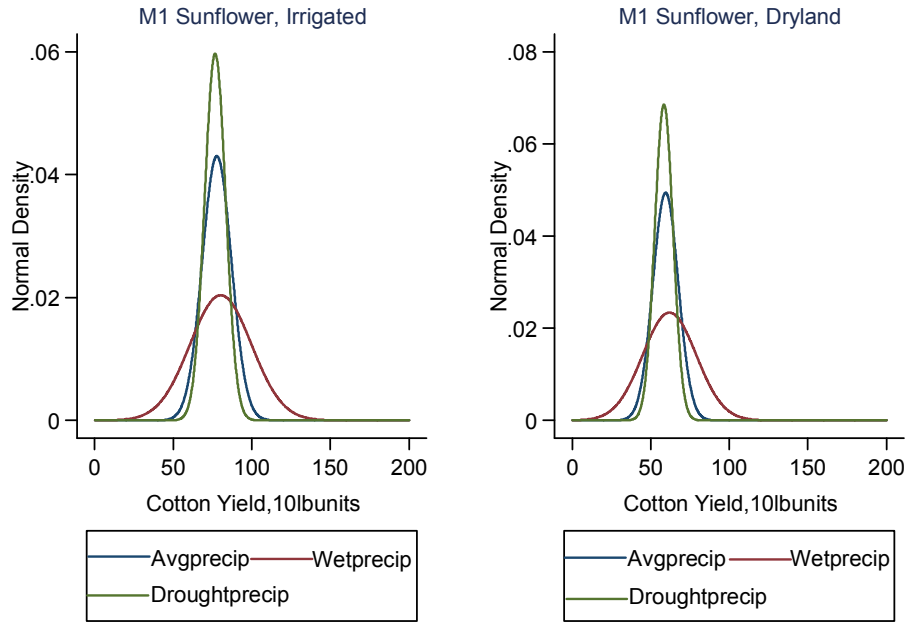 M1 Sunflower, Irrigated
.06
.04
.02
0
Normal Density
0 50 100 150 200
Cotton Yield,10lbunits
Avgprecip Wetprecip
Droughtprecip
M1 Sunflower, Dryland
.08
.06
.04
.02
0
Normal Density
0 50 100 150 200
Cotton Yield,10lbunits
Avgprecip Wetprecip
Droughtprecip